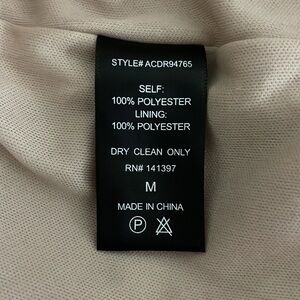 STYLE# ACDR94765
SELF:
100% POLYESTER
LINING:
100% POLYESTER
DRY CLEAN ONLY
RN# 141397
M
MADE IN CHINA
P A